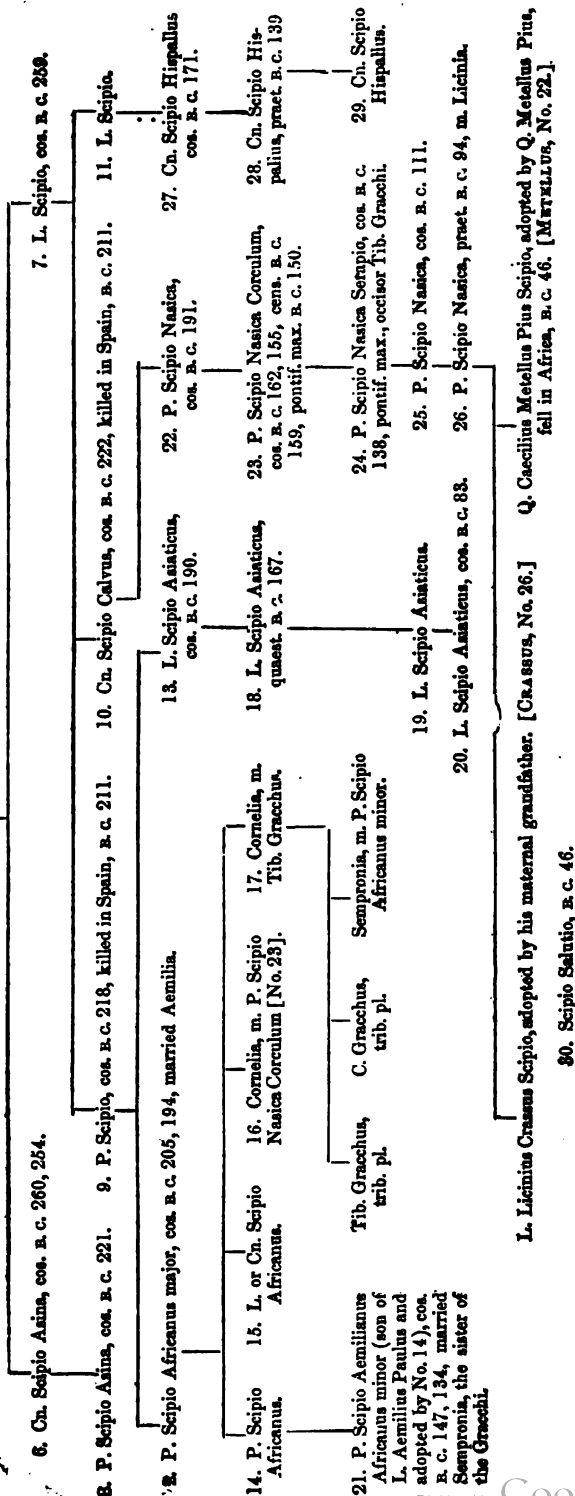 6. Cn. Scipio Asina, cos. B. C. 260, 254.
7. L. Scipio, cos. B. C. 259.
8. P. Scipio Asina, cos. B. C. 221.
9. P. Scipio, cos. B. C. 218, killed in Spain, B. C. 211.
10. Cn. Scipio Calvus, cos. B. C. 222, killed in Spain, B. C. 211.
11. L. Scipio.
12. P. Scipio Africanus major, cos. B. C. 205, 194, married Aemilia.
13. L. Scipio Asiaticus,
cos. B. C. 190.
22. P. Scipio Nasica,
cos. B. C. 191.
27. Cn. Scipio Hispallus
cos. B. C. 171.
14. P. Scipio
Africanus.
15. L. or Cn. Scipio
Africanus.
16. Cornelia, m. P. Scipio
Nasica Corculum [No. 23].
17. Cornelia, m.
Tib. Gracchus.
18. L. Scipio Asiaticus,
quaest. B. C. 167.
23. P. Scipio Nasica Corculum,
cos. B. C. 162, 155, cens. B. C.
159, pontif. max. B. C. 150.
28. Cn. Scipio His-
pallus, praet. B. C. 139
21. P. Scipio Aemilianus
Africanus minor (son of
L. Aemilius Paulus and
adopted by No. 14), cos.
B. C. 147, 134, married
Sempronia, the sister of
the Gracchi.
Tib. Gracchus,
trib. pl.
C. Gracchus,
trib. pl.
Sempronia, m. P. Scipio
Africanus minor.
19. L. Scipio Asiaticus.
20. L. Scipio Asiaticus, cos. B. C. 83.
24. P. Scipio Nasica Serapio, cos. B. C.
138, pontif. max., occisor Tib. Gracchi.
29. Cn. Scipio
Hispallus.
25. P. Scipio Nasica, cos. B. C. 111.
26. P. Scipio Nasica, praet. B. C. 94, m. Licinia.
L. Licinius Crassus Scipio, adopted by his maternal grandfather. [CRASSUS, No. 26.]
Q. Caecilius Metellus Pius Scipio, adopted by Q. Metellus Pius,
fell in Africa, B. C. 46. [METELLUS, No. 22.]
30. Scipio Salutio, B. C. 46.